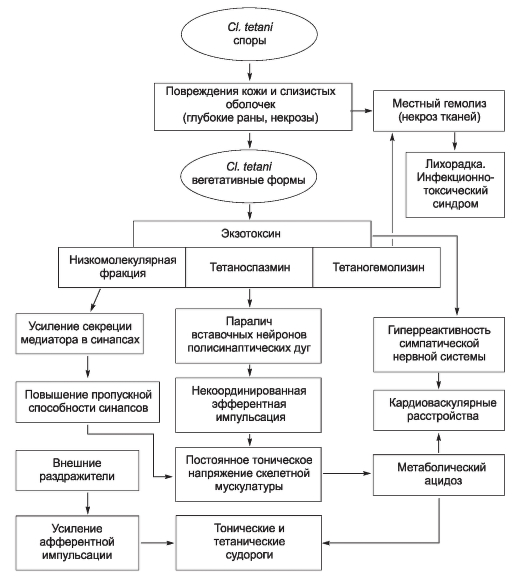 Cl. tetani
споры
Повреждения кожи и слизистых
оболочек
(глубокие раны, некрозы)
Местный гемолиз
(некроз тканей)
Cl. tetani
вегетативные формы
Лихорадка.
Инфекционно-
токсический
синдром
Экзотоксин
Низкомолекулярная
фракция
Тетаноспазмин
Тетаногемолизин
Усиление секреции
медиатора в синапсах
Паралич
вставочных нейронов
полисинаптических дуг
Гиперреактивность
симпатической
нервной системы
Повышение пропускной
способности синапсов
Некоординированная
эфферентная
импульсация
Кардиоваскулярные
расстройства
Внешние
раздражители
Постоянное тоническое
напряжение скелетной
мускулатуры
Метаболический
ацидоз
Усиление
афферентной
импульсации
Тонические и
тетанические
судороги